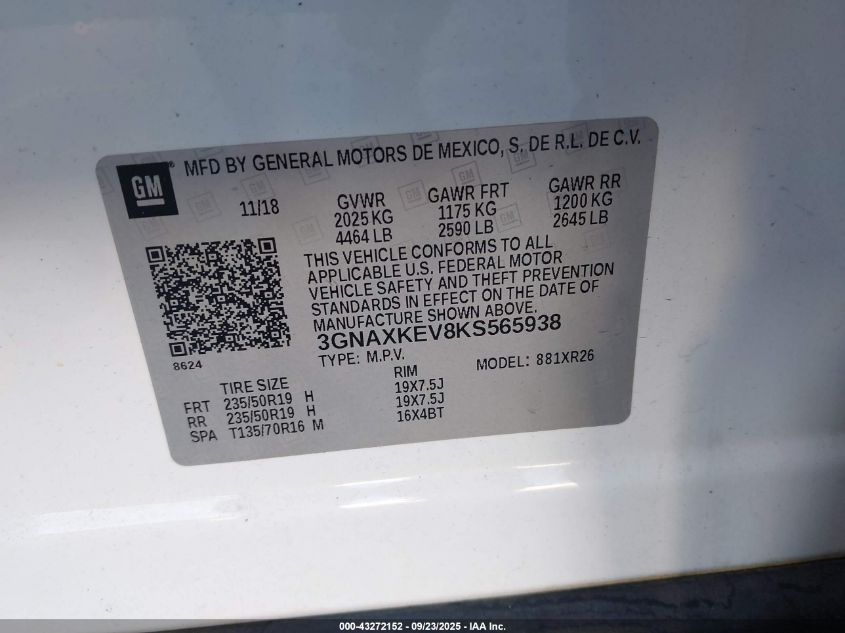 GM
MFD BY GENERAL MOTORS DE MEXICO, S. DE R.L. DE C.V.
11/18
GVWR
2025 KG
4464 LB
GAWR FRT
1175 KG
2590 LB
GAWR RR
1200 KG
2645 LB
THIS VEHICLE CONFORMS TO ALL
APPLICABLE U.S. FEDERAL MOTOR
VEHICLE SAFETY AND THEFT PREVENTION
STANDARDS IN EFFECT ON THE DATE OF
MANUFACTURE SHOWN ABOVE.
3GNAXKEV8KS565938
8624
TYPE: M.P.V.
MODEL: 881XR26
TIRE SIZE
RIM
FRT 235/50R19 H 19X7.5J
RR 235/50R19 H 19X7.5J
SPA T135/70R16 M 16X4BT
000-43272152 - 09/23/2025 - IAA Inc.